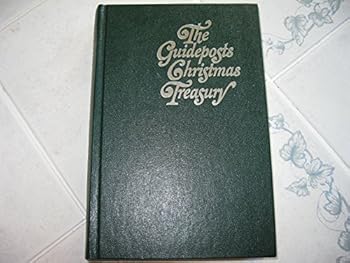 The
Guideposts
Christmas
Treasury